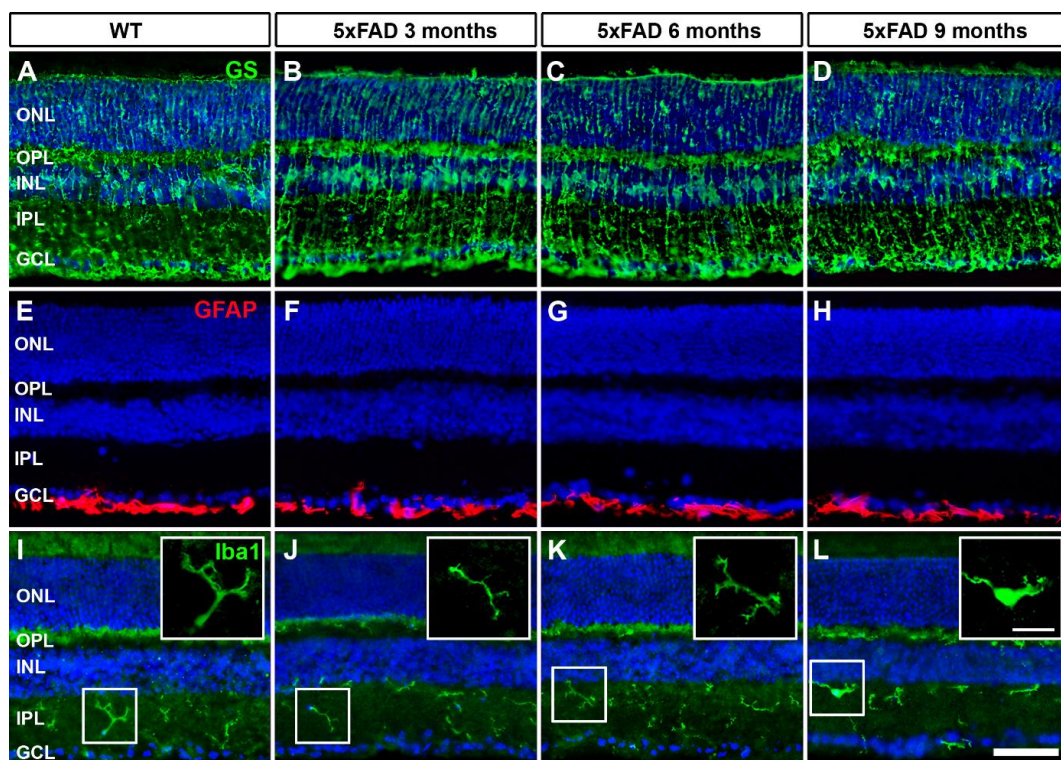 WT 5xFAD 3 months 5xFAD 6 months 5xFAD 9 months
A GS B C D
ONL
OPL
INL
IPL
GCL
E GFAP F G H
ONL
OPL
INL
IPL
GCL
I Iba1 J K L
ONL
OPL
INL
IPL
GCL